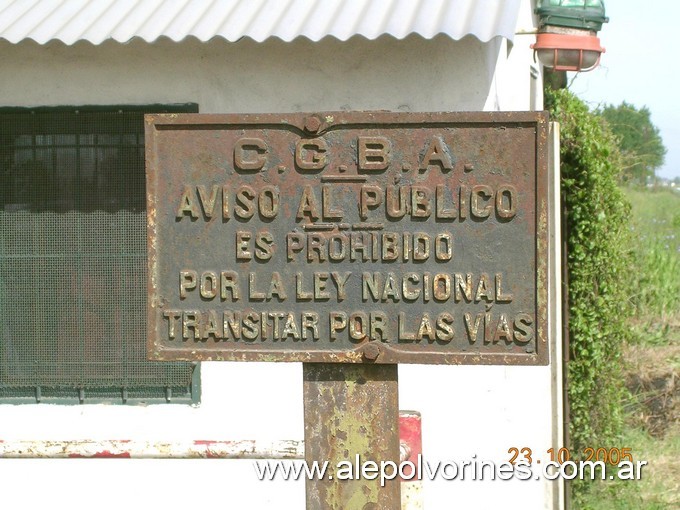 C.G.B.A.
AVISO AL PÚBLICO
ES PROHIBIDO
POR LA LEY NACIONAL
TRANSITAR POR LAS VÍAS
23.10.2005
www.alepolvorines.com.ar